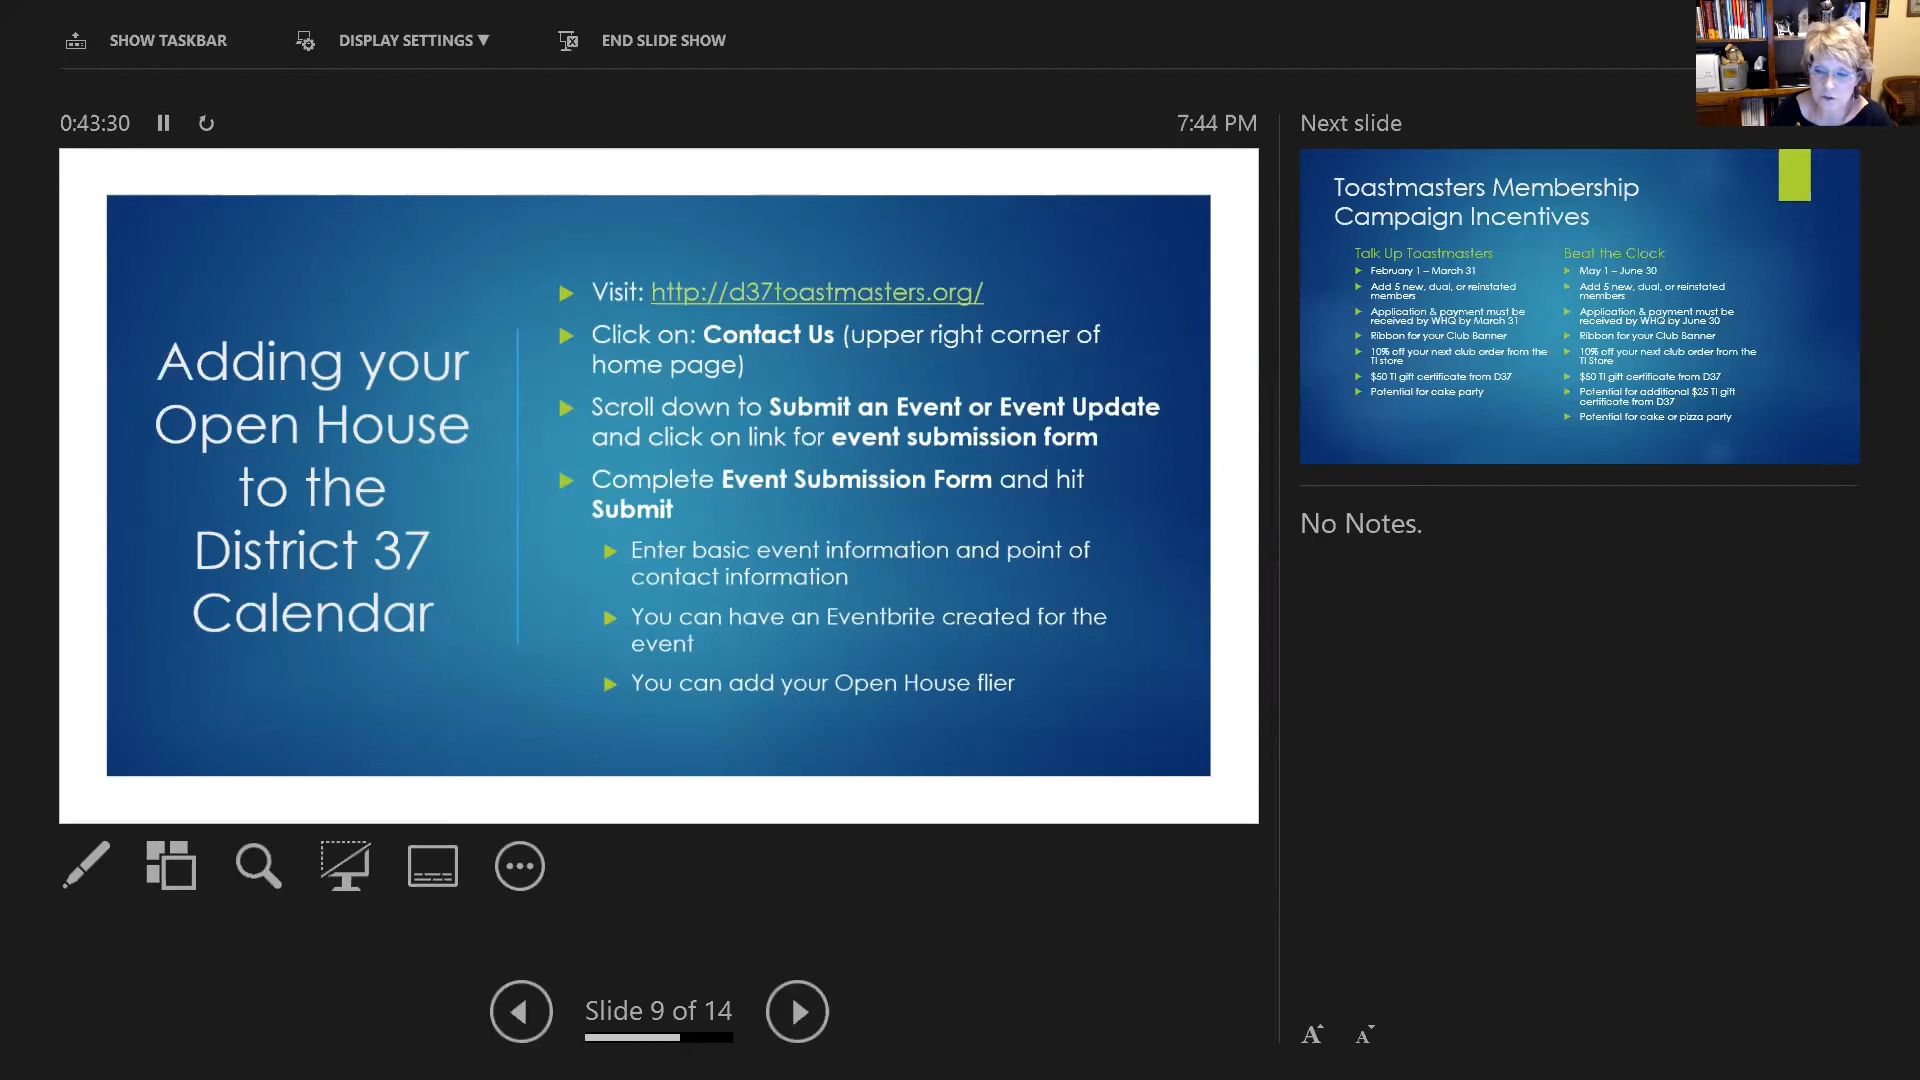 SHOW TASKBAR
DISPLAY SETTINGS ▼
END SLIDE SHOW
0:43:30
7:44 PM
Adding your
Open House
to the
District 37
Calendar
Visit: http://d37toastmasters.org/
Click on: Contact Us (upper right corner of
home page)
Scroll down to Submit an Event or Event Update
and click on link for event submission form
Complete Event Submission Form and hit
Submit
Enter basic event information and point of
contact information
You can have an Eventbrite created for the
event
You can add your Open House flier
Slide 9 of 14
Next slide
Toastmasters Membership
Campaign Incentives
Talk Up Toastmasters
February 1 – March 31
Add 5 new, dual, or reinstated
members
Application & payment must be
received by WHQ by March 31
Ribbon for your Club Banner
10% off your next club order from the
TI store
$50 TI gift certificate from D37
Potential for cake party
Beat the Clock
May 1 – June 30
Add 5 new, dual, or reinstated
members
Application & payment must be
received by WHQ by June 30
Ribbon for your Club Banner
10% off your next club order from the
TI Store
$50 TI gift certificate from D37
Potential for additional $25 TI gift
certificate from D37
Potential for cake or pizza party
No Notes.
A A